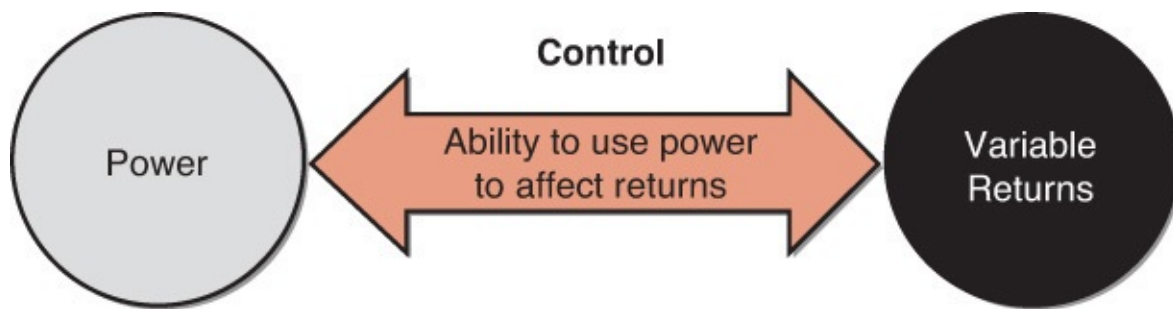 Control
Power
Ability to use power
to affect returns
Variable
Returns